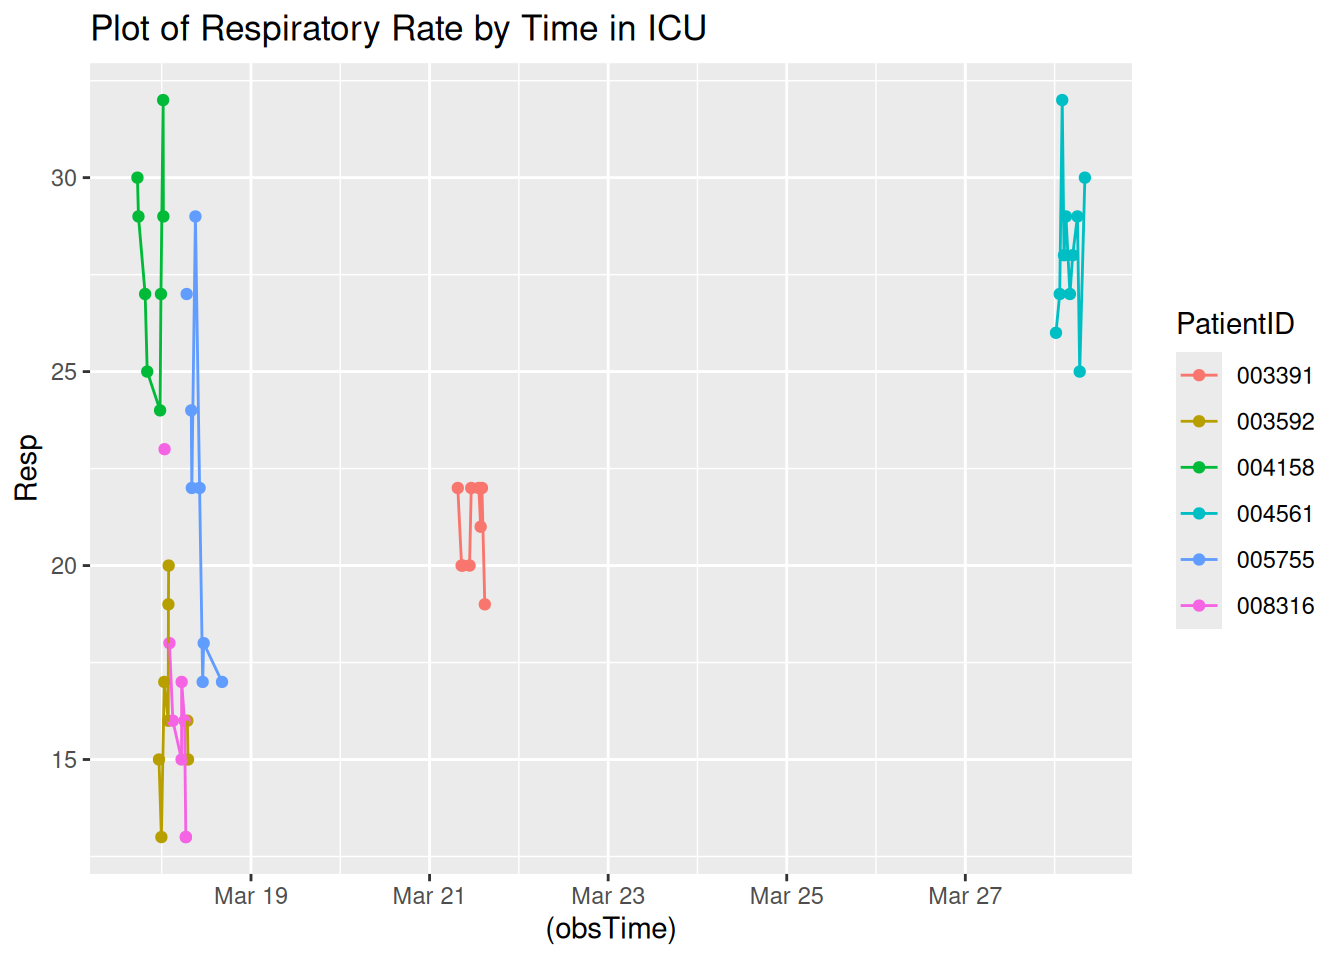 Plot of Respiratory Rate by Time in ICU
Resp
30
25
20
15
Mar 19
Mar 21
Mar 23
Mar 25
Mar 27
(obsTime)
PatientID
003391
003592
004158
004561
005755
008316